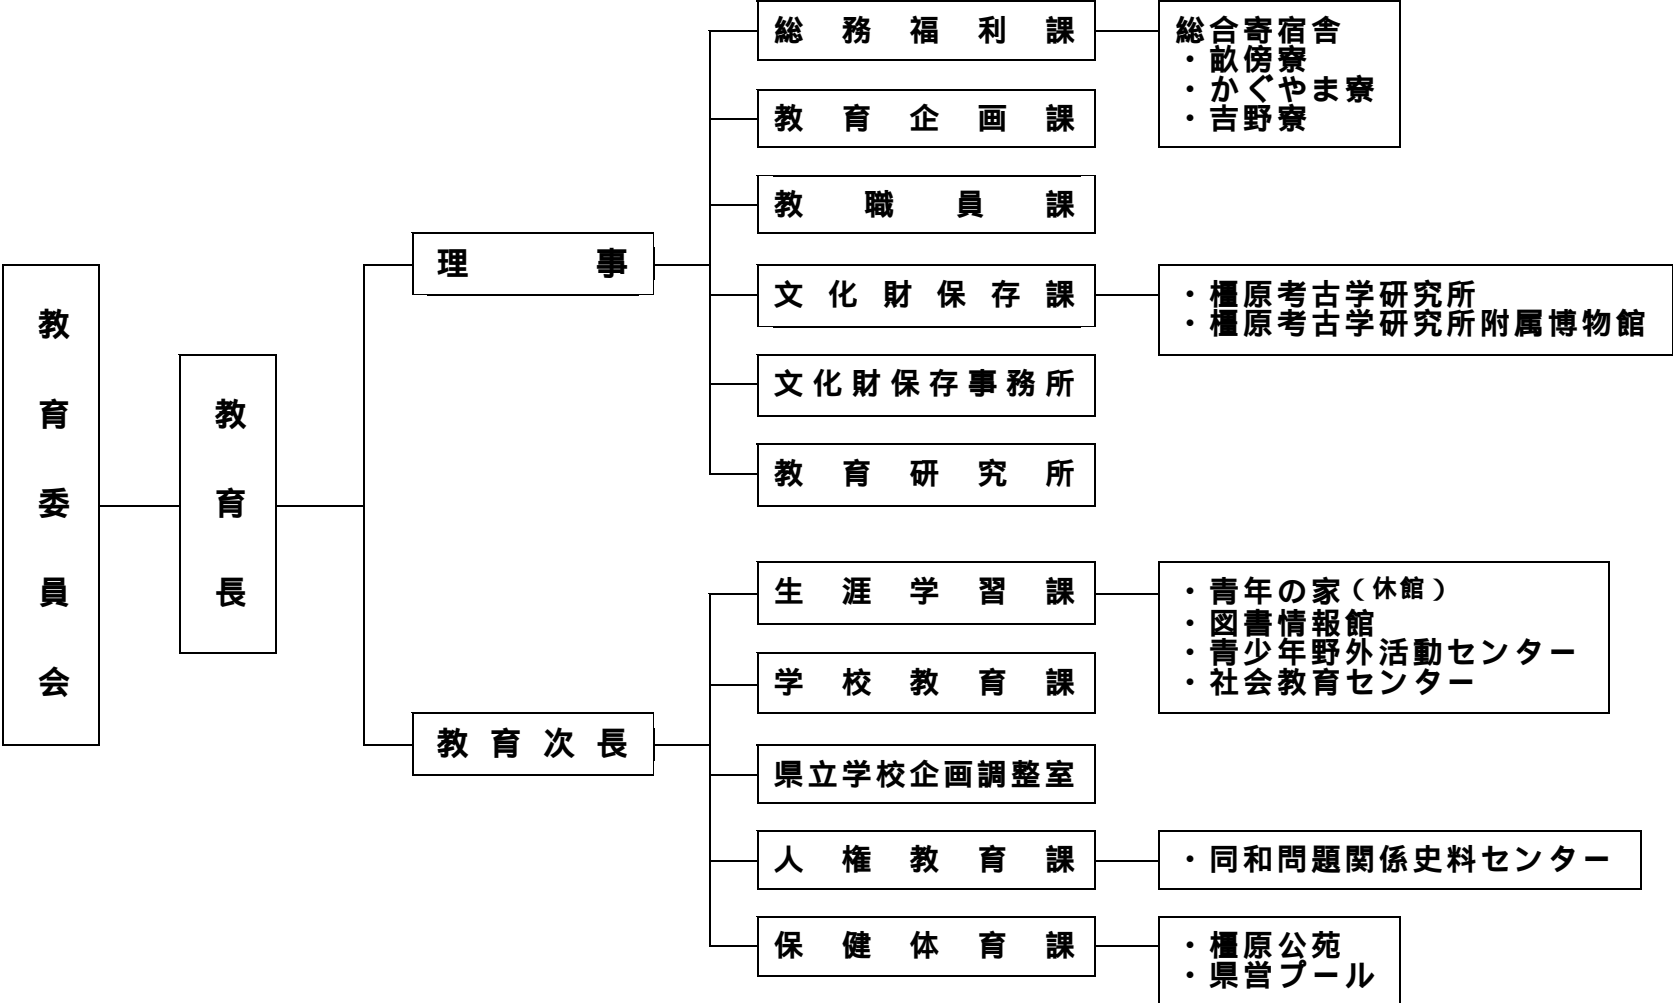 教育委員会
教育長
理事
総務福利課
総合寄宿舎
・畝傍寮
・かぐやま寮
・吉野寮
教育企画課
教職員課
文化財保存課
・橿原考古学研究所
・橿原考古学研究所附属博物館
文化財保存事務所
教育研究所
教育次長
生涯学習課
・青年の家（休館）
・図書情報館
・青少年野外活動センター
・社会教育センター
学校教育課
県立学校企画調整室
人権教育課
・同和問題関係史料センター
保健体育課
・橿原公苑
・県営プール